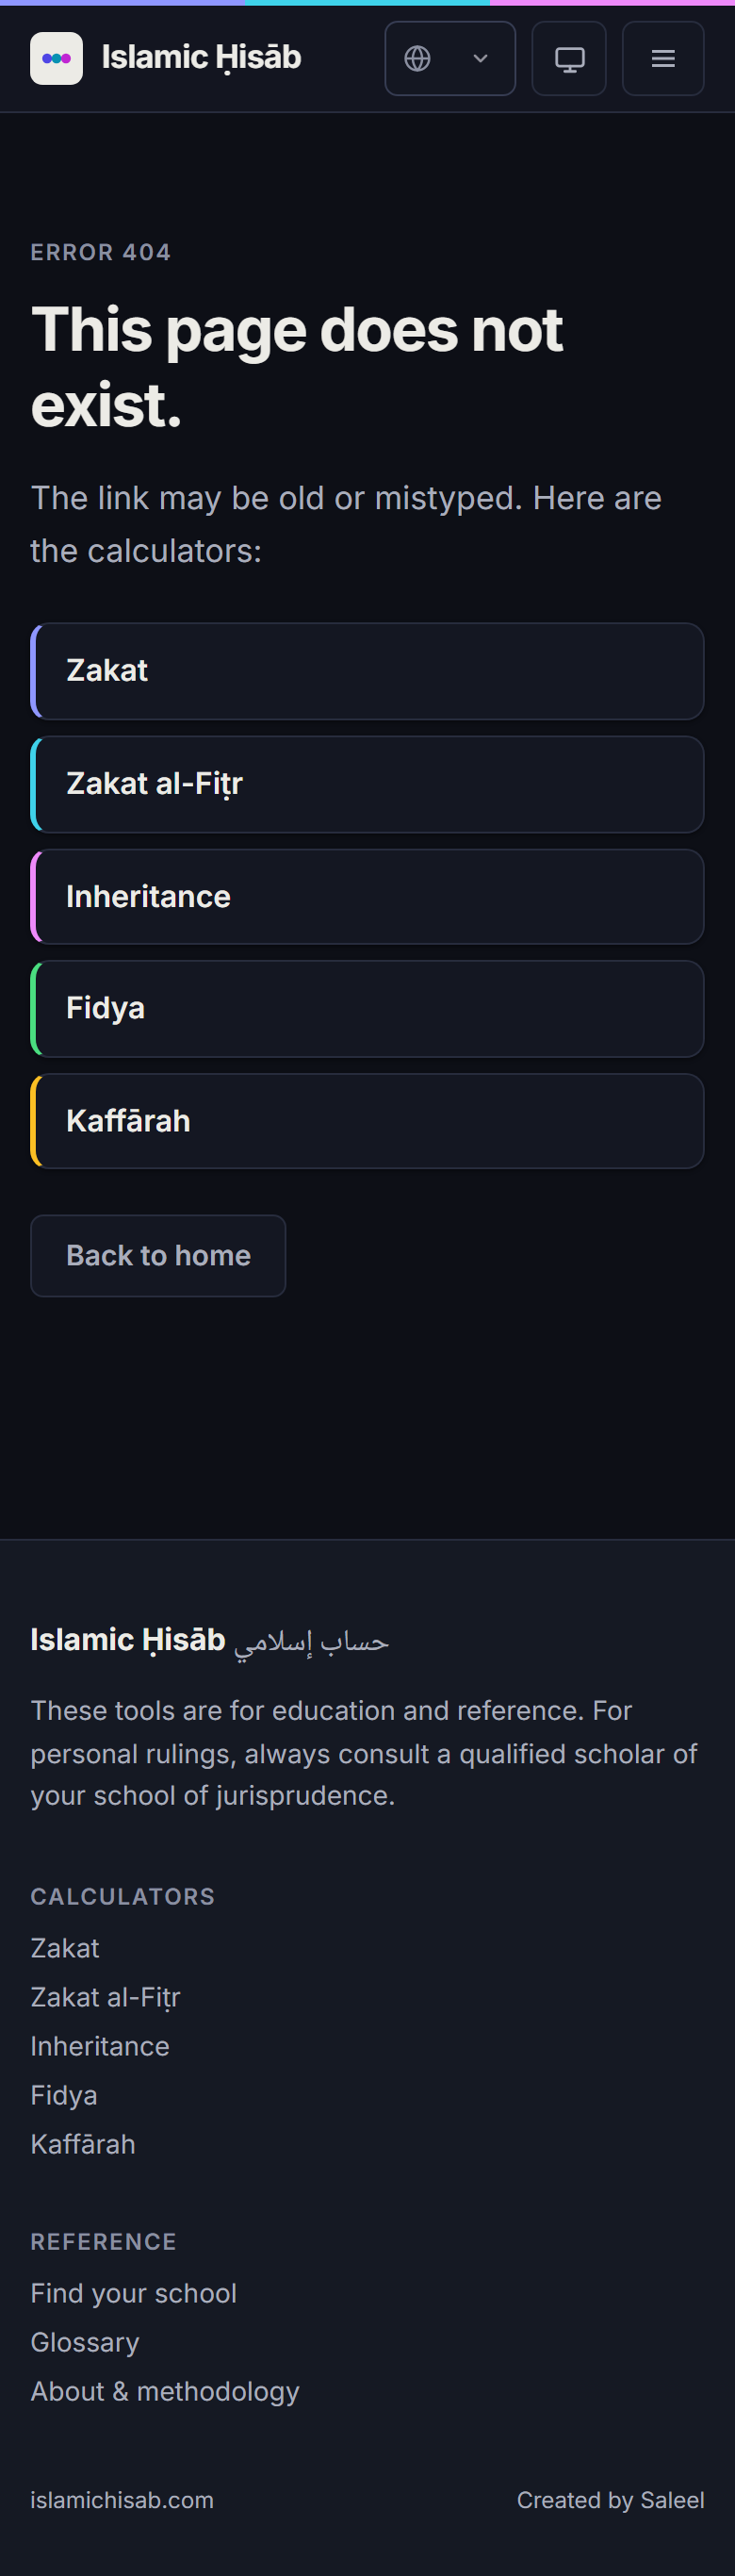 Islamic Ḥisāb
ERROR 404
This page does not
exist.
The link may be old or mistyped. Here are
the calculators:
Zakat
Zakat al-Fiṭr
Inheritance
Fidya
Kaffārah
Back to home
Islamic Ḥisāb حساب إسلامي
These tools are for education and reference. For
personal rulings, always consult a qualified scholar of
your school of jurisprudence.
CALCULATORS
Zakat
Zakat al-Fiṭr
Inheritance
Fidya
Kaffārah
REFERENCE
Find your school
Glossary
About & methodology
islamichisab.com
Created by Saleel